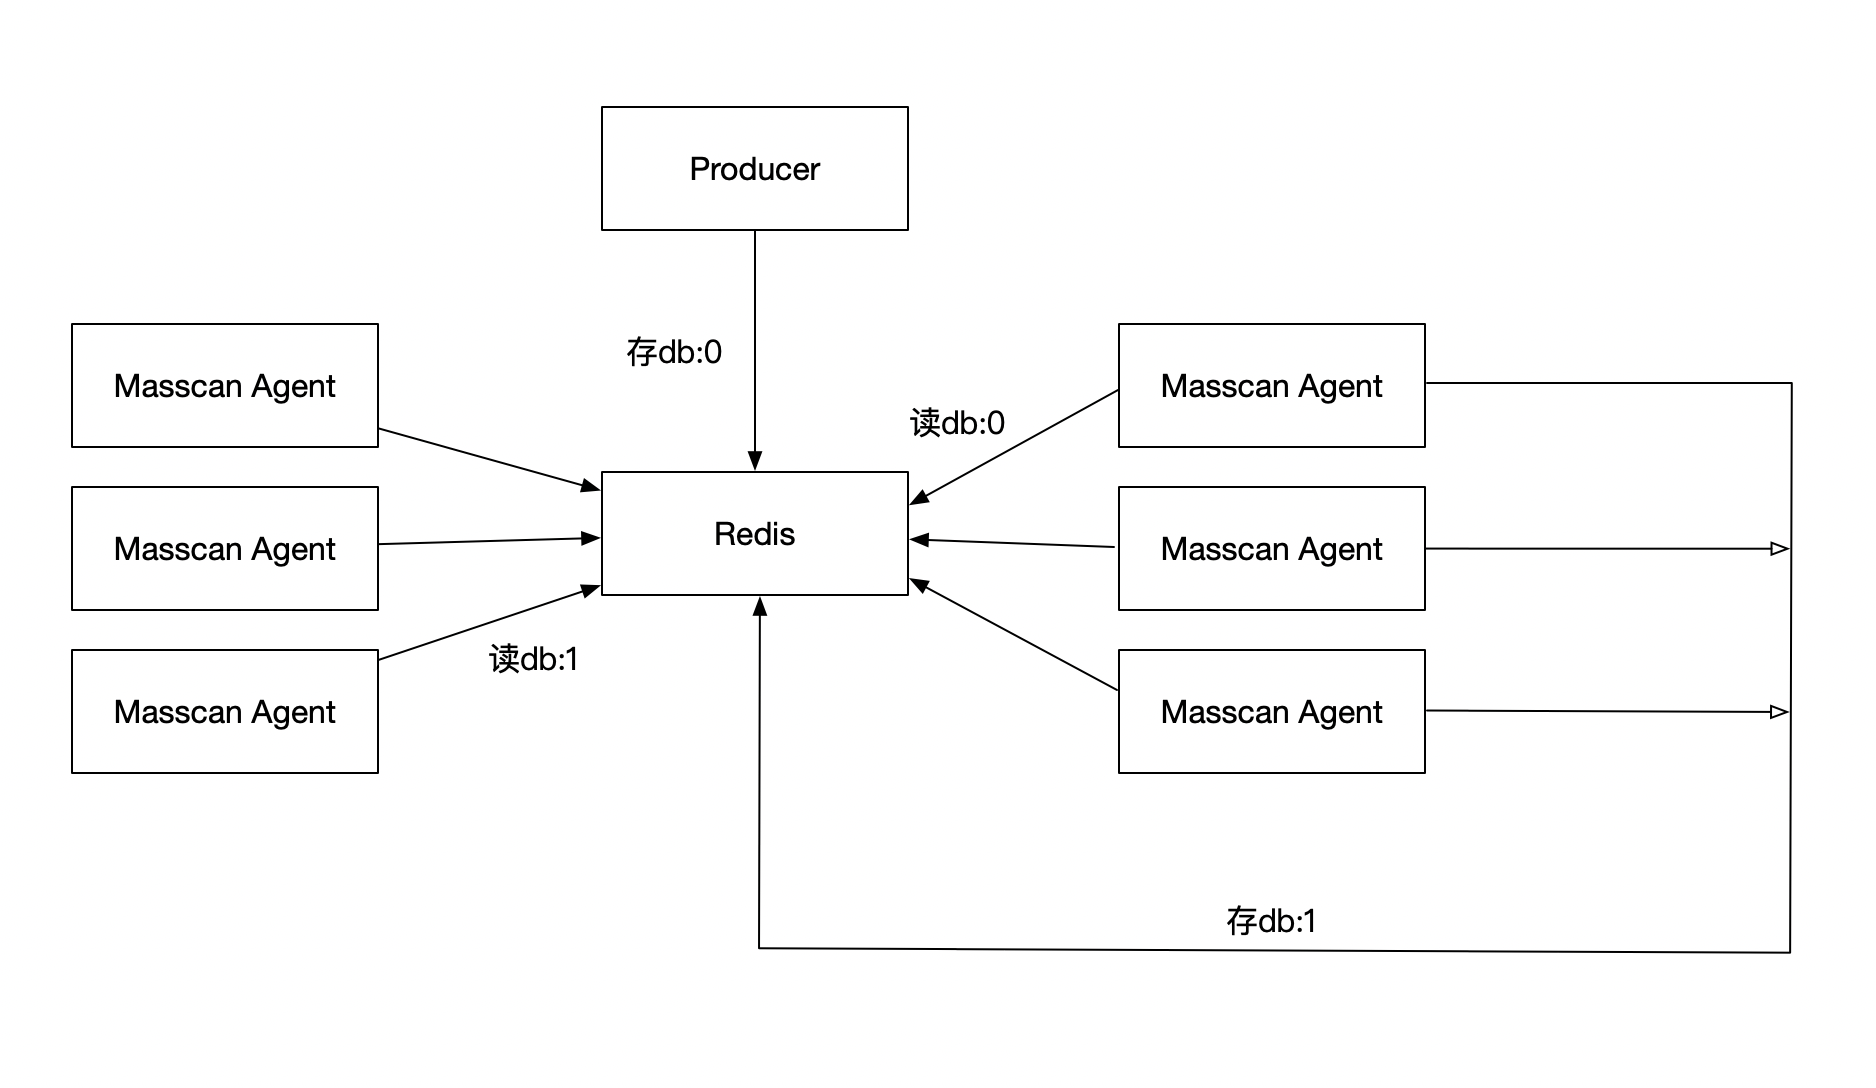 Producer
存db:0
Masscan Agent
Masscan Agent
读db:0
Redis
Masscan Agent
Masscan Agent
读db:1
Masscan Agent
Masscan Agent
存db:1